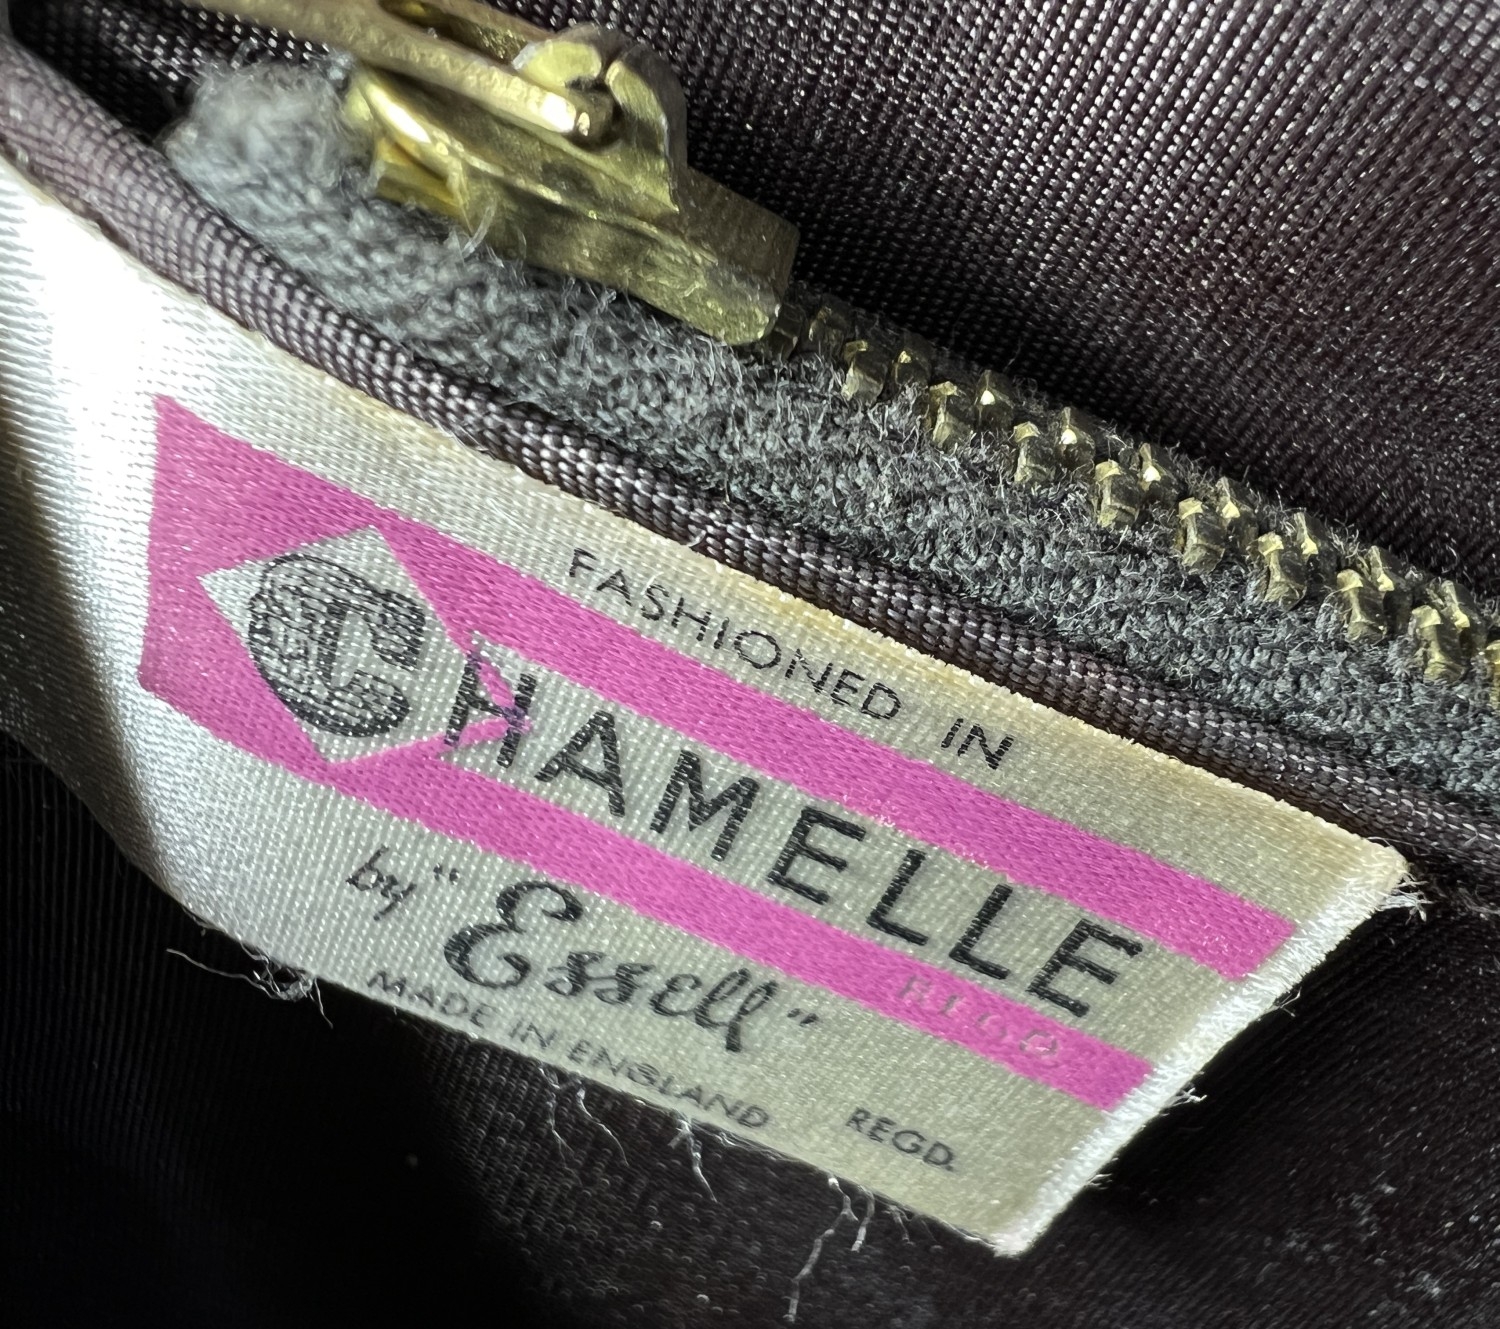 FASHIONED IN
CHAMELLE
REGD
by "Essell"
MADE IN ENGLAND REGD.